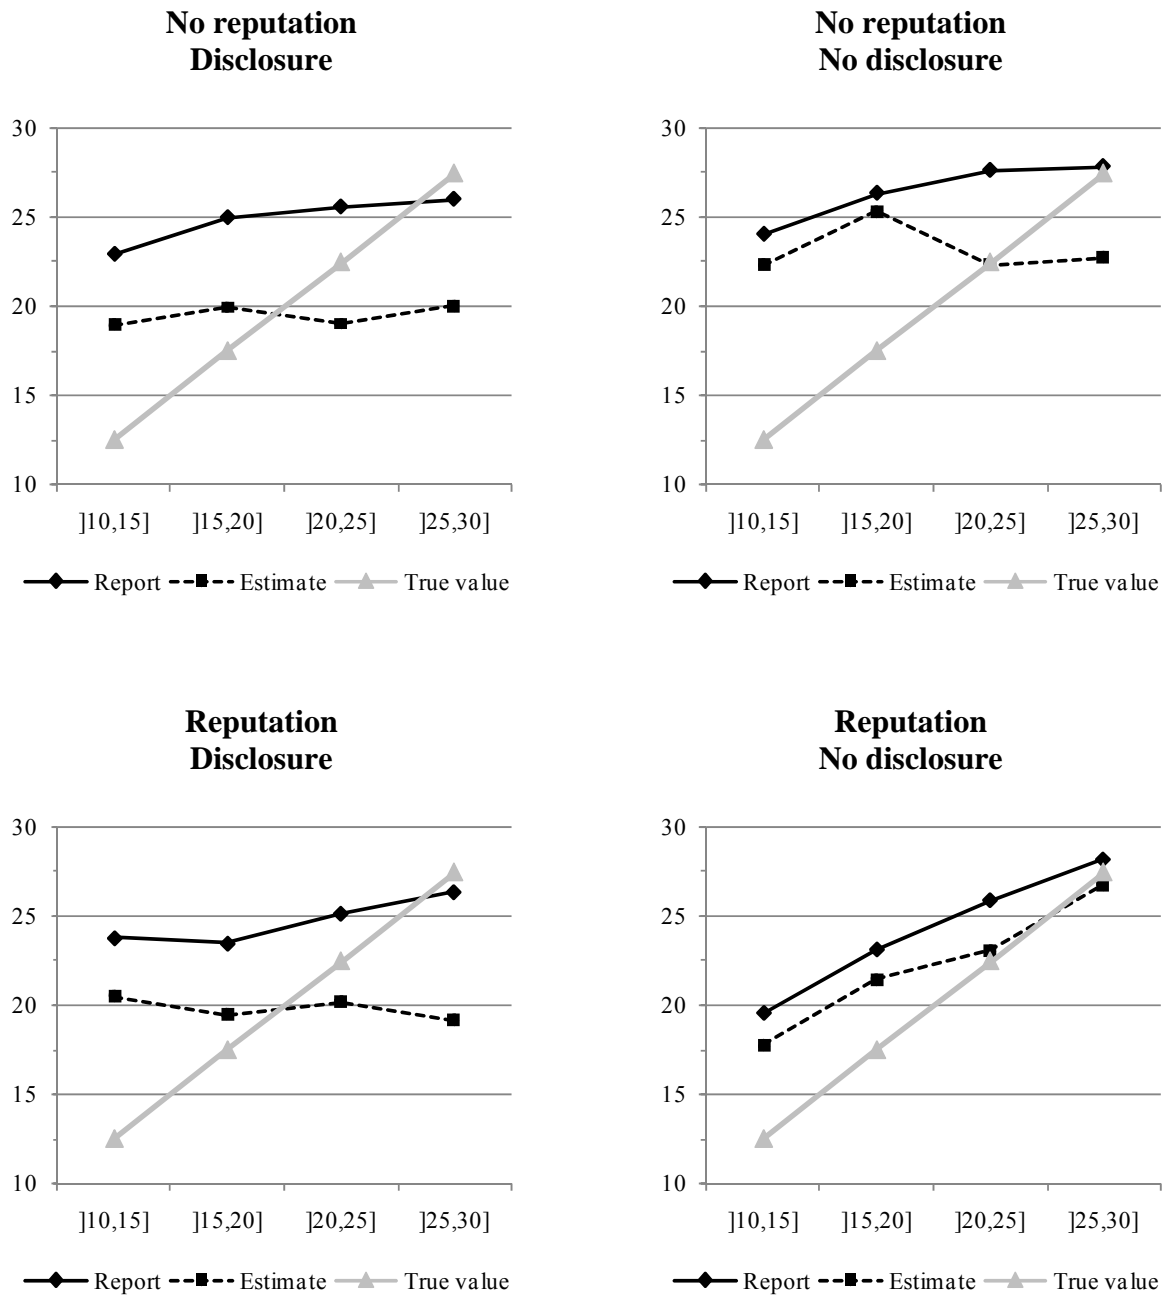 No reputation
Disclosure
30
25
20
15
10
]10,15] ]15,20] ]20,25] ]25,30]
Report Estimate True value
No reputation
No disclosure
30
25
20
15
10
]10,15] ]15,20] ]20,25] ]25,30]
Report Estimate True value
Reputation
Disclosure
30
25
20
15
10
]10,15] ]15,20] ]20,25] ]25,30]
Report Estimate True value
Reputation
No disclosure
30
25
20
15
10
]10,15] ]15,20] ]20,25] ]25,30]
Report Estimate True value